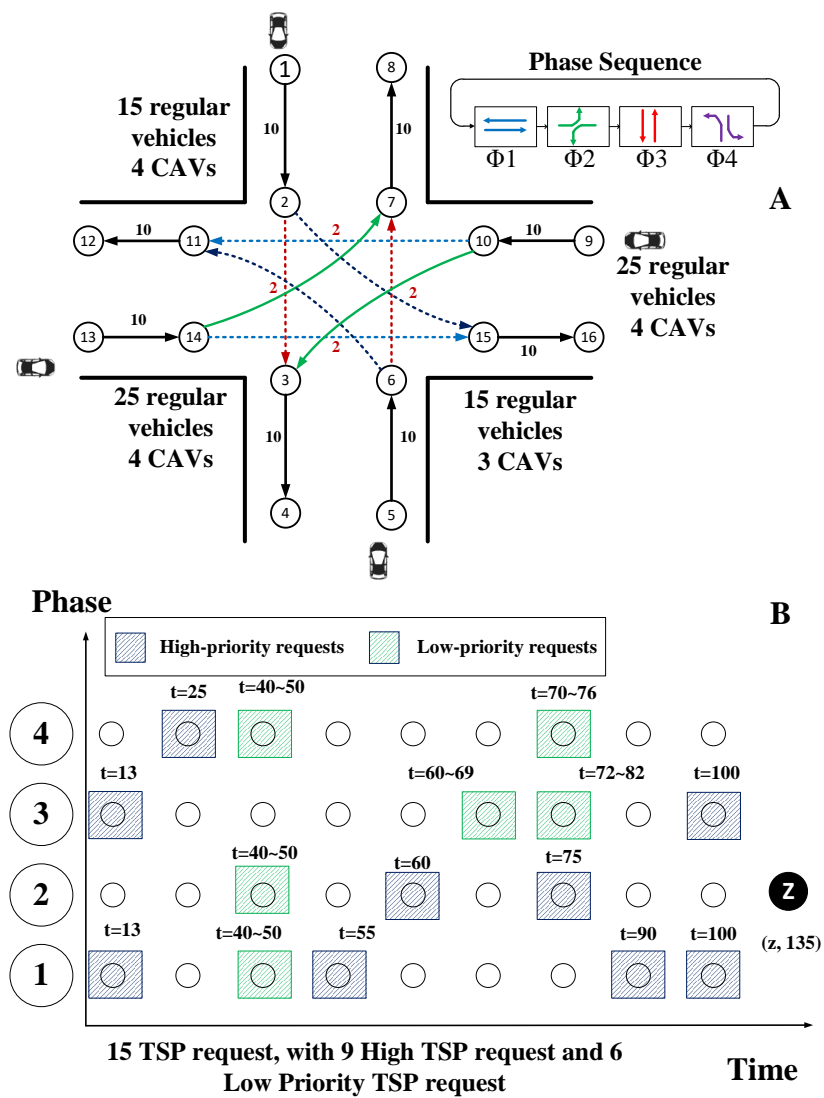 1
8
Phase Sequence
15 regular
vehicles
4 CAVs
10
10
Φ1
Φ2
Φ3
Φ4
A
2
7
12
10
11
2
10
10
9
25 regular
vehicles
4 CAVs
2
2
13
10
14
2
15
10
16
3
6
25 regular
vehicles
4 CAVs
10
10
15 regular
vehicles
3 CAVs
4
5
Phase
B
High-priority requests
Low-priority requests
t=25
t=40~50
t=70~76
4
t=13
t=60~69
t=72~82
t=100
3
t=40~50
t=60
t=75
2
Z
t=13
t=40~50
t=55
t=90
t=100
(z, 135)
1
15 TSP request, with 9 High TSP request and 6
Low Priority TSP request
Time